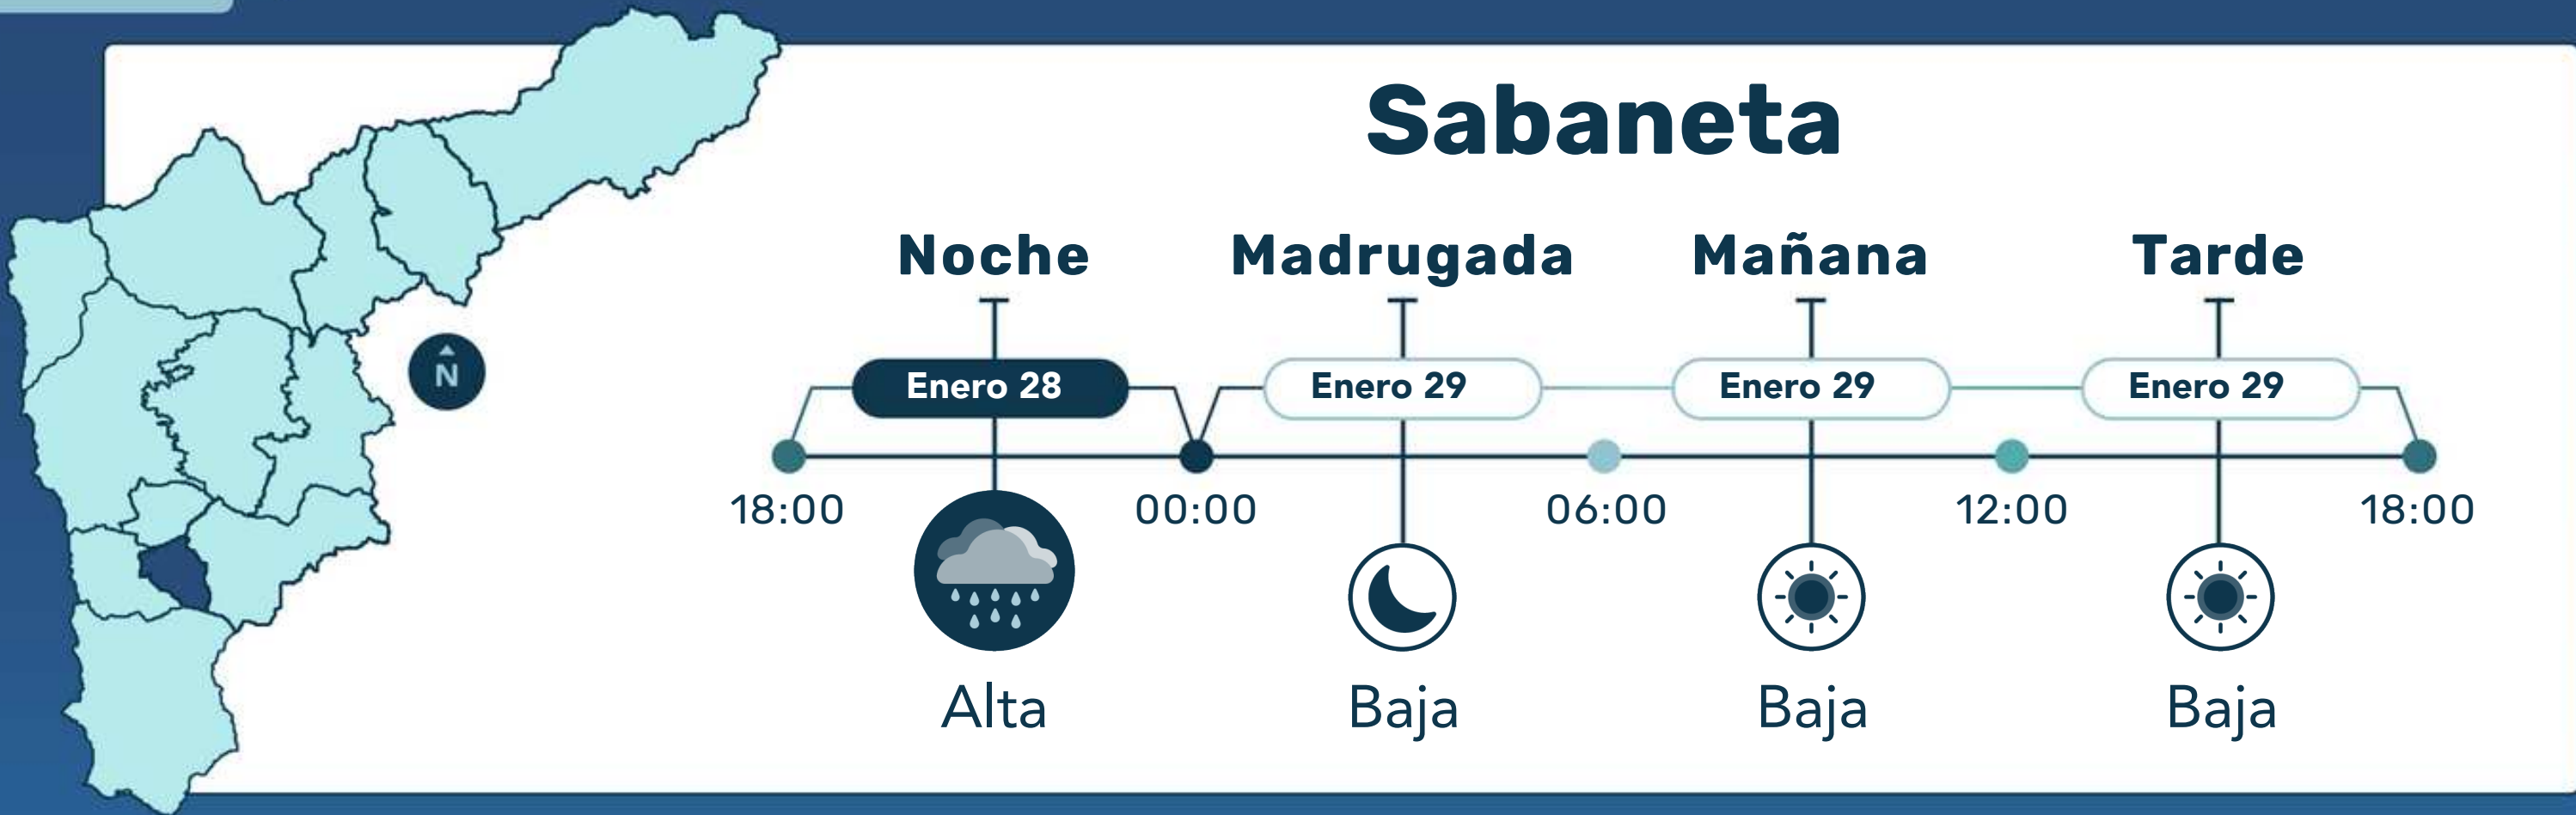 Sabaneta
Noche Madrugada Mañana Tarde
Enero 28 Enero 29 Enero 29 Enero 29
N
18:00 00:00 06:00 12:00 18:00
Alta Baja Baja Baja